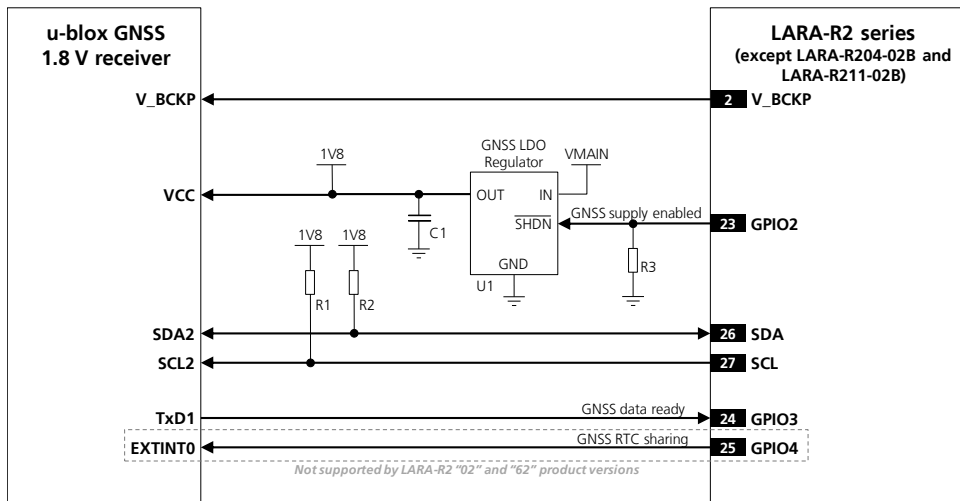 u-blox GNSS
1.8 V receiver
LARA-R2 series
(except LARA-R204-02B and
LARA-R211-02B)
V_BCKP
2 V_BCKP
GNSS LDO
Regulator
1V8
VMAIN
VCC
OUT
IN
C1
SHDN
GNSS supply enabled
23 GPIO2
1V8
1V8
GND
R3
U1
R1
R2
SDA2
26 SDA
SCL2
27 SCL
TxD1
GNSS data ready
24 GPIO3
EXTINT0
GNSS RTC sharing
25 GPIO4
Not supported by LARA-R2 "02" and "62" product versions